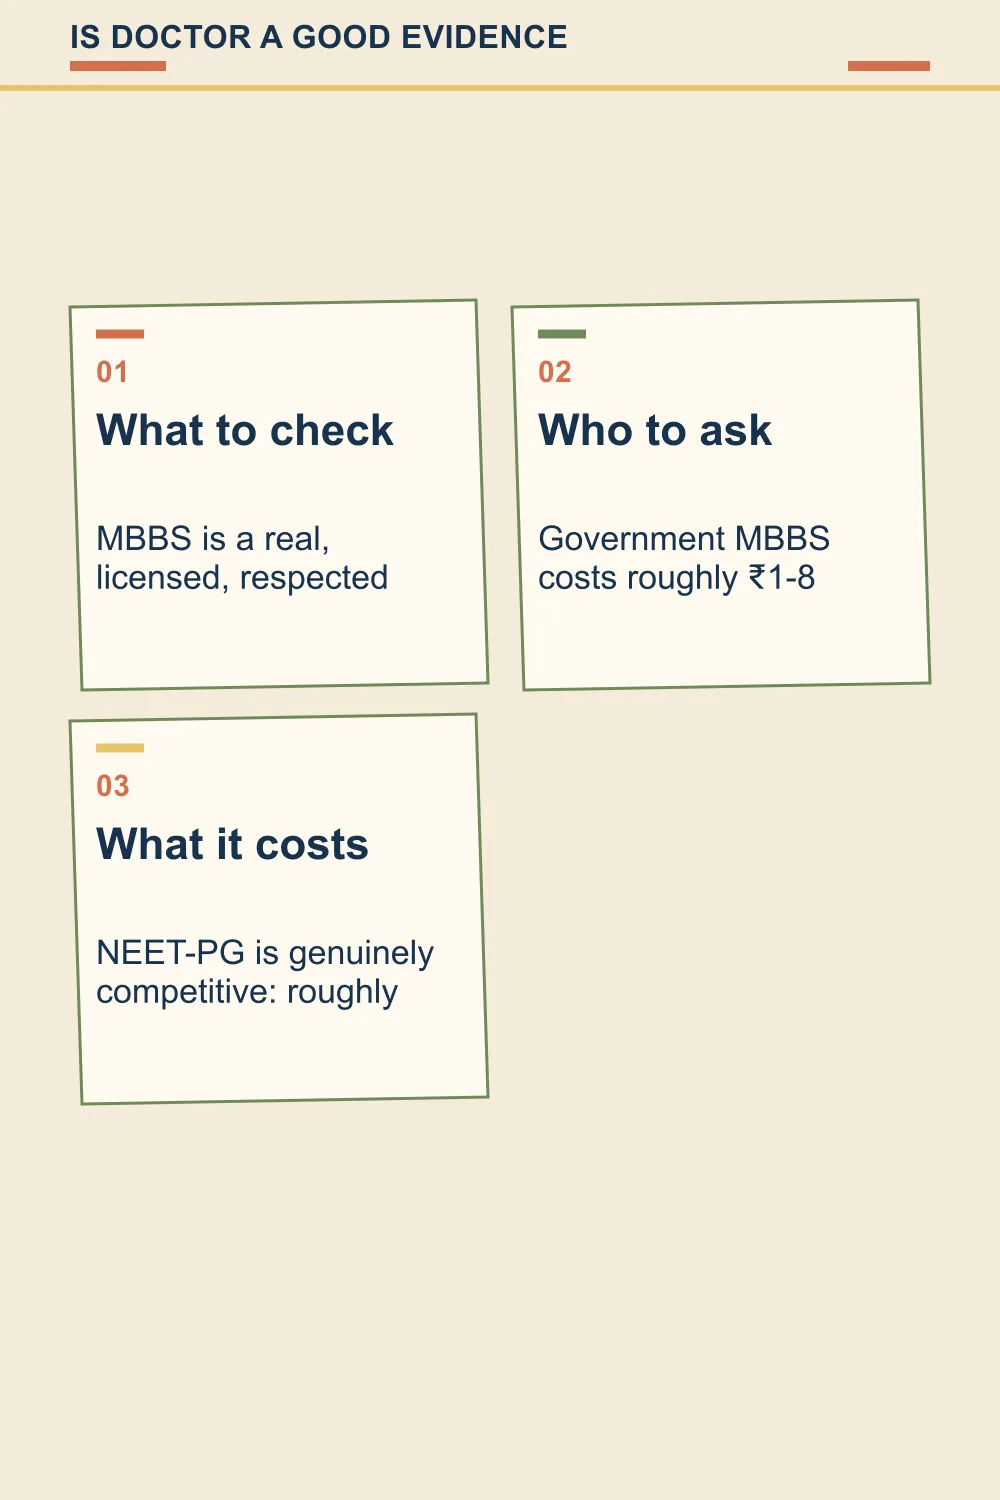 IS DOCTOR A GOOD EVIDENCE
01
What to check
MBBS is a real,
licensed, respected
02
Who to ask
Government MBBS
costs roughly ₹1-8
03
What it costs
NEET-PG is genuinely
competitive: roughly